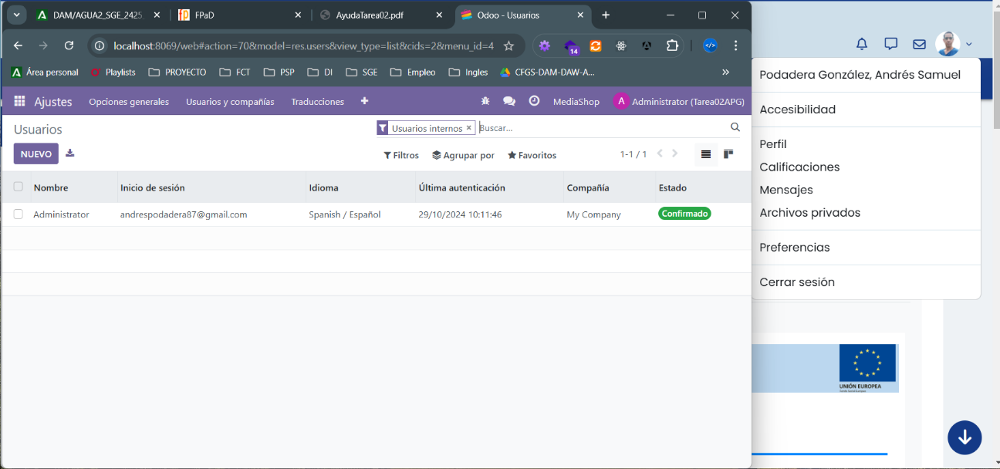 DAM/AGUA2_SGE_2425
FPaD
AyudaTarea02.pdf
Odoo - Usuarios
localhost:8069/web#action=70&model=res.users&view_type=list&cids=2&menu_id=4
14
Área personal
Playlists
PROYECTO
FCT
PSP
DI
SGE
Empleo
Ingles
CFGS-DAM-DAW-A...
Ajustes
Opciones generales
Usuarios y compañías
Traducciones
MediaShop
A
Administrator (Tarea02APG)
Usuarios
Usuarios internos
Buscar...
NUEVO
Filtros
Agrupar por
Favoritos
1-1 / 1
Nombre
Inicio de sesión
Idioma
Última autenticación
Compañía
Estado
Administrator
andrespodadera87@gmail.com
Spanish / Español
29/10/2024 10:11:46
My Company
Confirmado
Podadera González, Andrés Samuel
Accesibilidad
Perfil
Calificaciones
Mensajes
Archivos privados
Preferencias
Cerrar sesión
UNIÓN EUROPEA